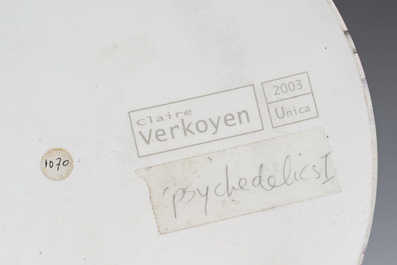 claire
verkoyen
2003
Unica
1070
'psychedelics I